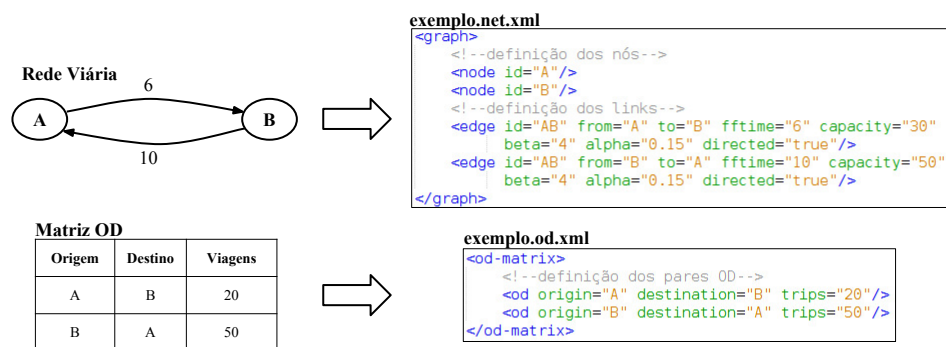 exemplo.net.xml
<graph>
<!--definição dos nós-->
<node id="A"/>
<node id="B"/>
<!--definição dos links-->
<edge id="AB" from="A" to="B" fftime="6" capacity="30"
beta="4" alpha="0.15" directed="true"/>
<edge id="AB" from="B" to="A" fftime="10" capacity="50"
beta="4" alpha="0.15" directed="true"/>
</graph>
Rede Viária
6
A B
10
Matriz OD
Origem Destino Viagens
A B 20
B A 50
exemplo.od.xml
<od-matrix>
<!--definição dos pares OD-->
<od origin="A" destination="B" trips="20"/>
<od origin="B" destination="A" trips="50"/>
</od-matrix>